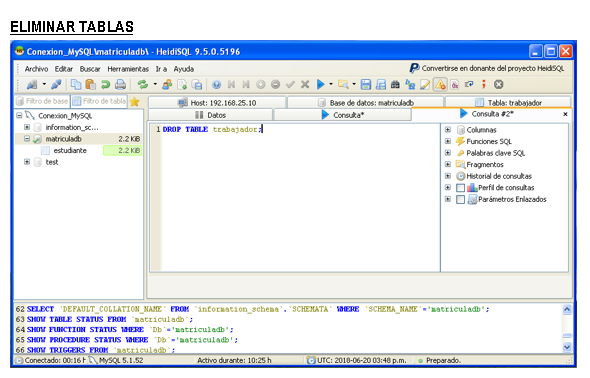 ELIMINAR TABLAS
Conexion_MySQL\matriculadb\ - HeidiSQL 9.5.0.5196
Archivo Editar Buscar Herramientas Ir a Ayuda
Convertirse en donante del proyecto HeidiSQL
Filtro de base
Filtro de tabla
Host: 192.168.25.10
Base de datos: matriculadb
Tabla: trabajador
Datos
Consulta*
Consulta #2*
Conexion_MySQL
information_sc...
matriculadb 2.2 KiB
estudiante 2.2 KiB
test
1 DROP TABLE trabajador;
Columnas
Funciones SQL
Palabras clave SQL
Fragmentos
Historial de consultas
Perfil de consultas
Parámetros Enlazados
62 SELECT `DEFAULT_COLLATION_NAME` FROM `information_schema`.`SCHEMATA` WHERE `SCHEMA_NAME`='matriculadb';
63 SHOW TABLE STATUS FROM `matriculadb`;
64 SHOW FUNCTION STATUS WHERE `Db`='matriculadb';
65 SHOW PROCEDURE STATUS WHERE `Db`='matriculadb';
66 SHOW TRIGGERS FROM `matriculadb`;
Conectado: 00:16 h
MySQL 5.1.52
Activo durante: 10:25 h
UTC: 2018-06-20 03:48 p.m.
Preparado.